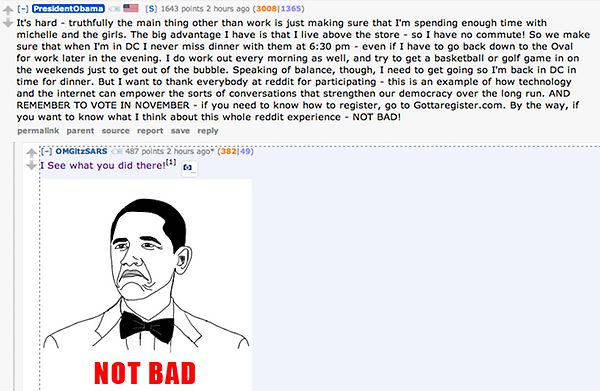 [-] PresidentObama [S] 1643 points 2 hours ago (3008|1365)
It's hard - truthfully the main thing other than work is just making sure that I'm spending enough time with
michelle and the girls. The big advantage I have is that I live above the store - so I have no commute! So we make
sure that when I'm in DC I never miss dinner with them at 6:30 pm - even if I have to go back down to the Oval
for work later in the evening. I do work out every morning as well, and try to get a basketball or golf game in on
the weekends just to get out of the bubble. Speaking of balance, though, I need to get going so I'm back in DC in
time for dinner. But I want to thank everybody at reddit for participating - this is an example of how technology
and the internet can empower the sorts of conversations that strengthen our democracy over the long run. AND
REMEMBER TO VOTE IN NOVEMBER - if you need to know how to register, go to Gottaregister.com. By the way, if
you want to know what I think about this whole reddit experience - NOT BAD!
permalink parent source report save reply
[-] OMGitzSARS 487 points 2 hours ago* (382|49)
I See what you did there![1]
NOT BAD